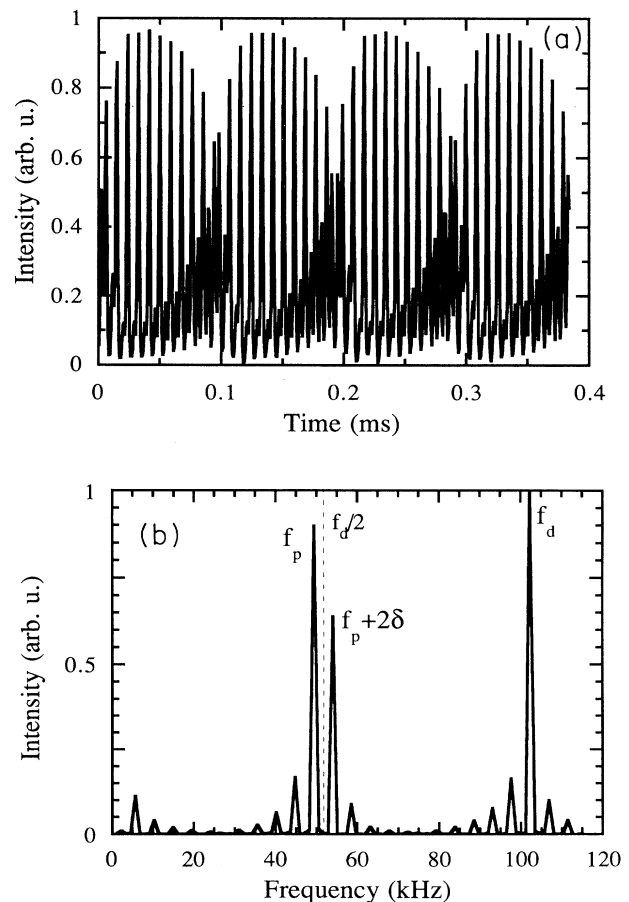 (a)
Intensity (arb. u.)
1
0.8
0.6
0.4
0.2
0
0 0.1 0.2 0.3 0.4
Time (ms)
(b)
Intensity (arb. u.)
1
0.5
0
f_p
f_d/2
f_p+2δ
f_d
0 20 40 60 80 100 120
Frequency (kHz)